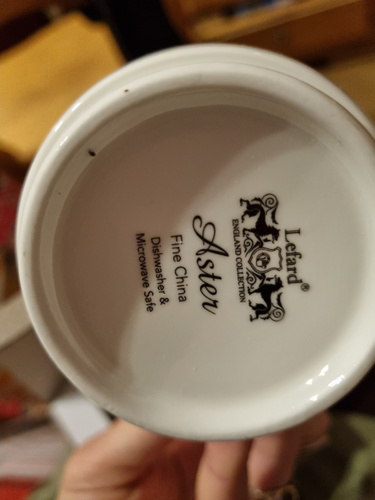 Lefard®
ENGLAND COLLECTION
Aster
Fine China
Dishwasher &
Microwave Safe